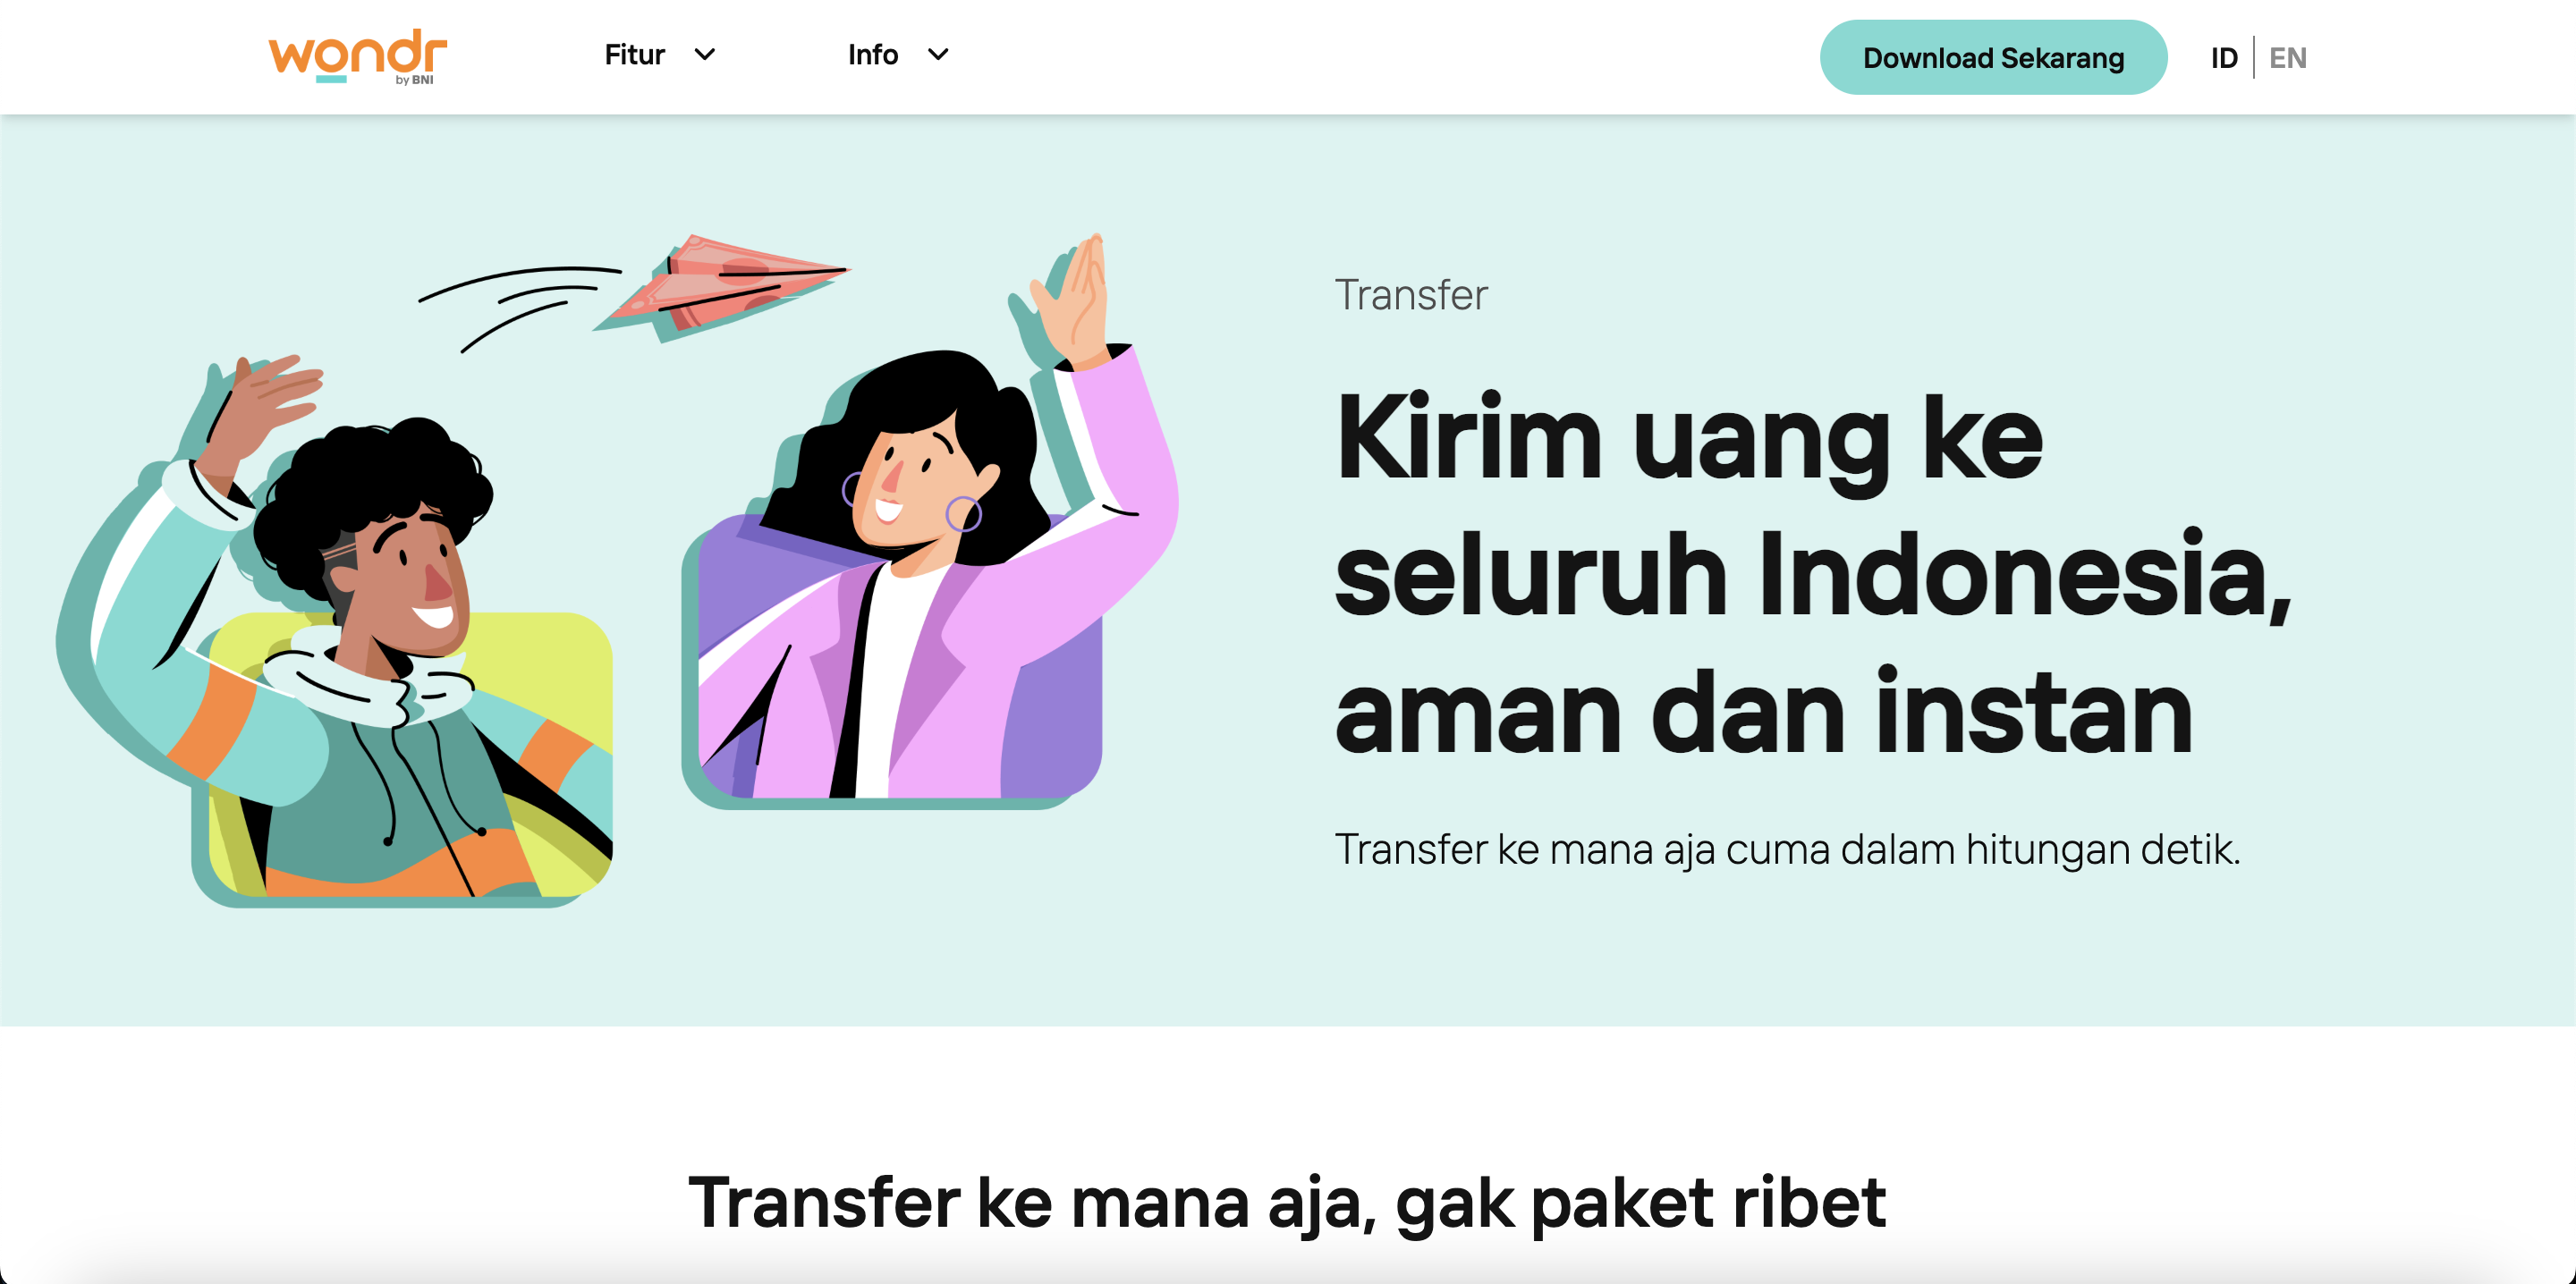 wondr
by BNI
Fitur
Info
Download Sekarang
ID
EN
Transfer
Kirim uang ke
seluruh Indonesia,
aman dan instan
Transfer ke mana aja cuma dalam hitungan detik.
Transfer ke mana aja, gak paket ribet